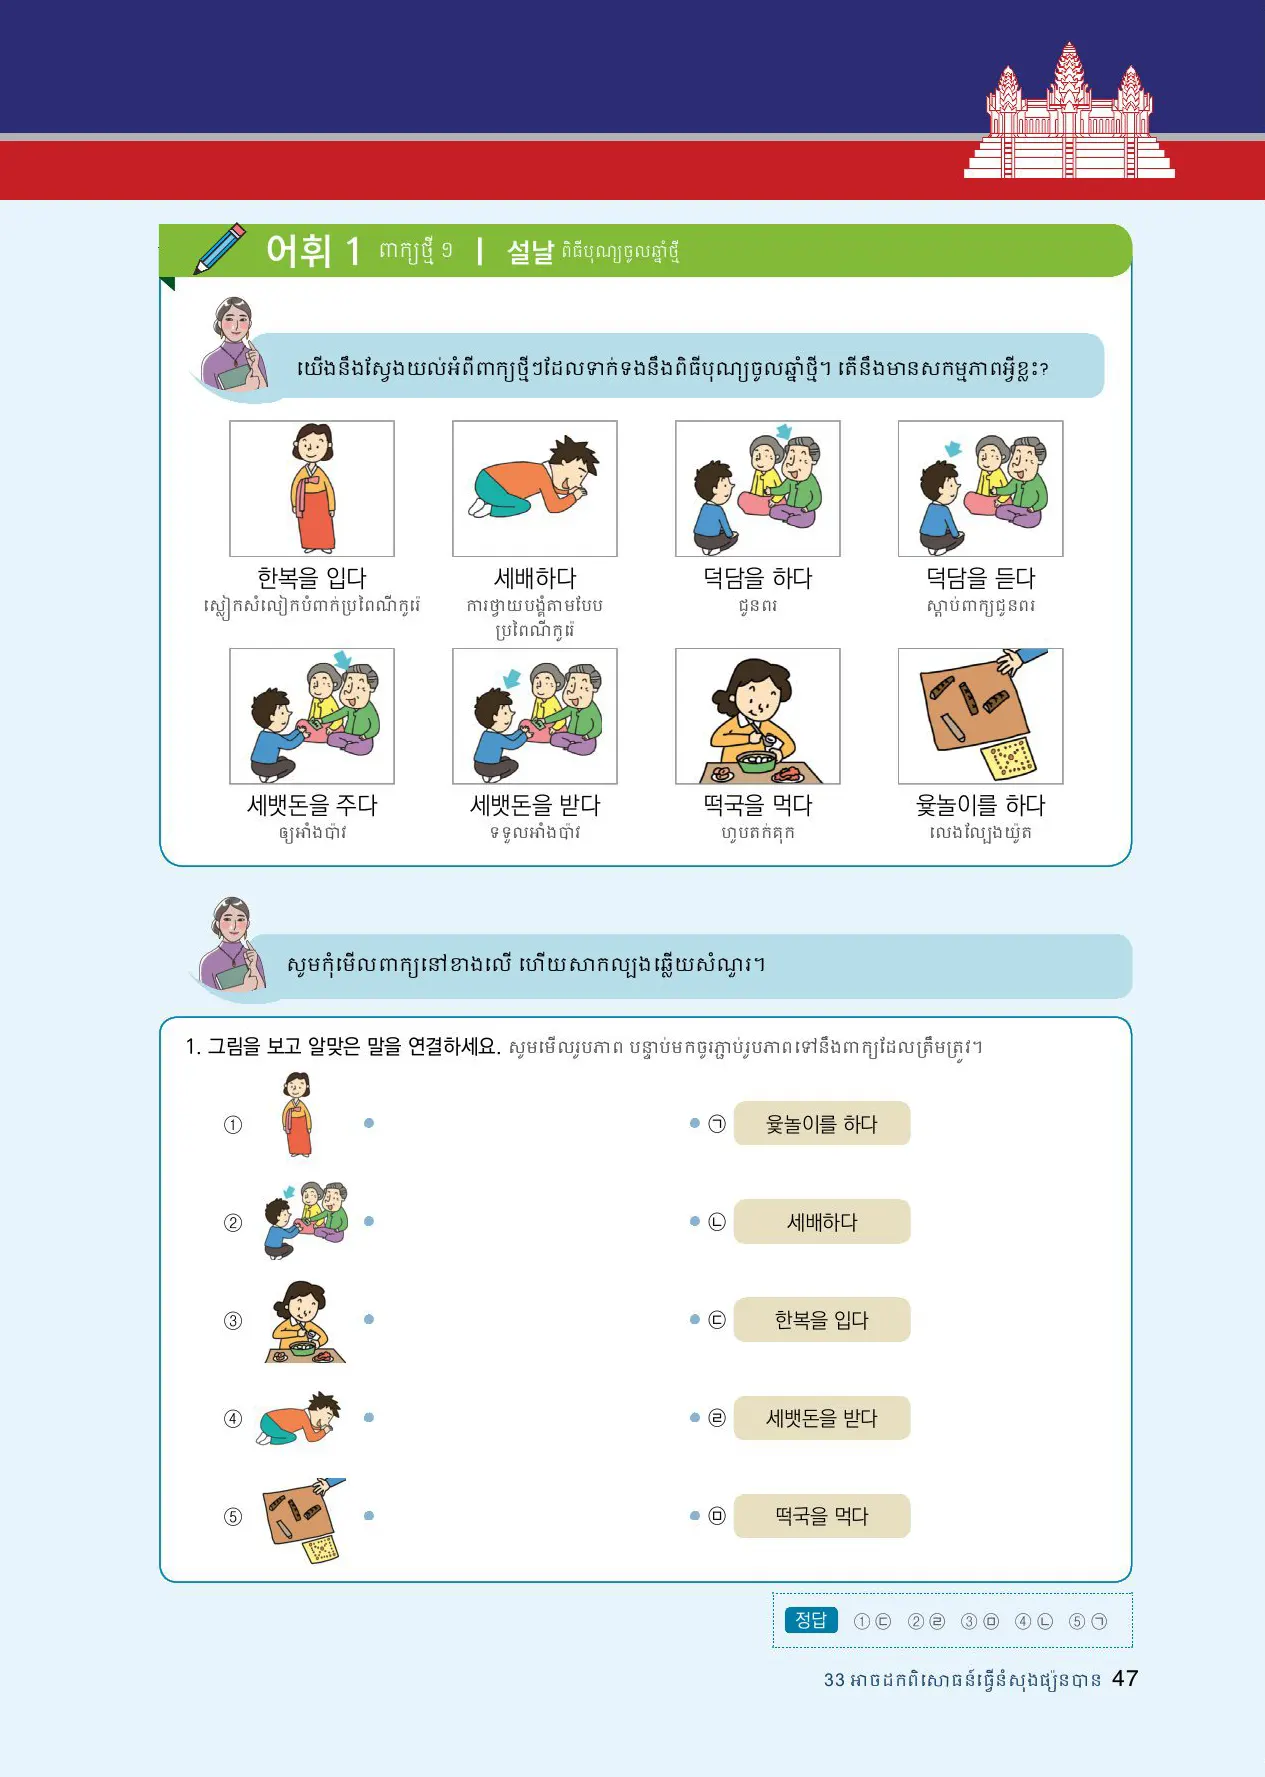 어휘 1 ពាក្យថ្មី ១ | 설날 ពិធីបុណ្យចូលឆ្នាំថ្មី
យើងនឹងស្វែងយល់អំពីពាក្យថ្មីៗដែលទាក់ទងនឹងពិធីបុណ្យចូលឆ្នាំថ្មី។ តើនឹងមានសកម្មភាពអ្វីខ្លះ?
한복을 입다 세배하다 덕담을 하다 덕담을 듣다
ស្លៀកសំលៀកបំពាក់ប្រពៃណីកូរ៉េ ការថ្វាយបង្គំតាមបែប ជូនពរ ស្តាប់ពាក្យជូនពរ
ប្រពៃណីកូរ៉េ
세뱃돈을 주다 세뱃돈을 받다 떡국을 먹다 윷놀이를 하다
ឲ្យអាំងប៉ាវ ទទួលអាំងប៉ាវ ហូបតក់គុក លេងល្បែងយ៉ូត
សូមកុំមើលពាក្យនៅខាងលើ ហើយសាកល្បងឆ្លើយសំណួរ។
1. 그림을 보고 알맞은 말을 연결하세요. សូមមើលរូបភាព បន្ទាប់មកចូរភ្ជាប់រូបភាពទៅនឹងពាក្យដែលត្រឹមត្រូវ។
① ㉠ 윷놀이를 하다
② ㉡ 세배하다
③ ㉢ 한복을 입다
④ ㉣ 세뱃돈을 받다
⑤ ㉤ 떡국을 먹다
정답 ① ㉢ ② ㉣ ③ ㉤ ④ ㉡ ⑤ ㉠
33 អាចដកពិសោធន៍ធ្វើនំសុងផ្យ៉នបាន 47